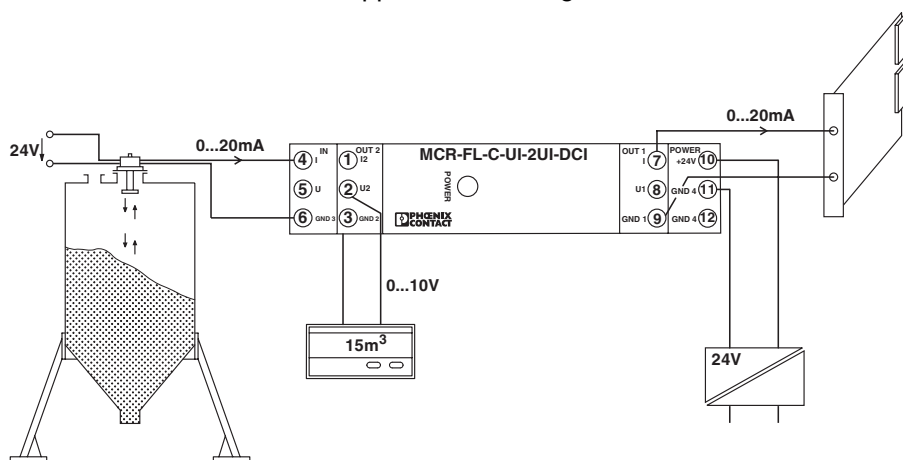 0...20mA
24V
0...20mA
IN
OUT 2
MCR-FL-C-UI-2UI-DCI
OUT 1
POWER
4 I
1 I2
I 7
+24V 10
5 U
2 U2
POWER
U1 8
GND 4 11
6 GND 3
3 GND 2
PHŒNIX
CONTACT
GND 1 9
GND 4 12
0...10V
15m³
24V